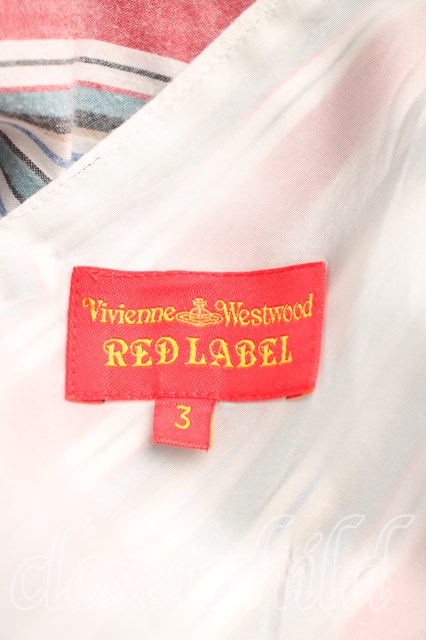 Vivienne Westwood
RED LABEL
3
closet child